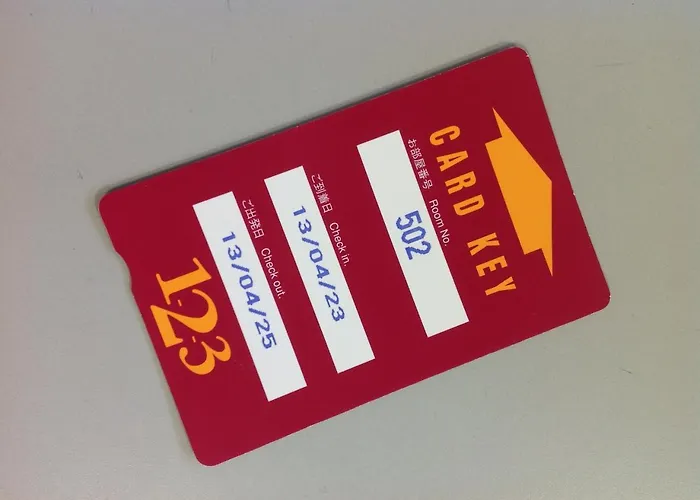 CARD KEY
お部屋番号 Room No.
502
ご到着日 Check in.
13/04/23
ご出発日 Check out.
13/04/25
123